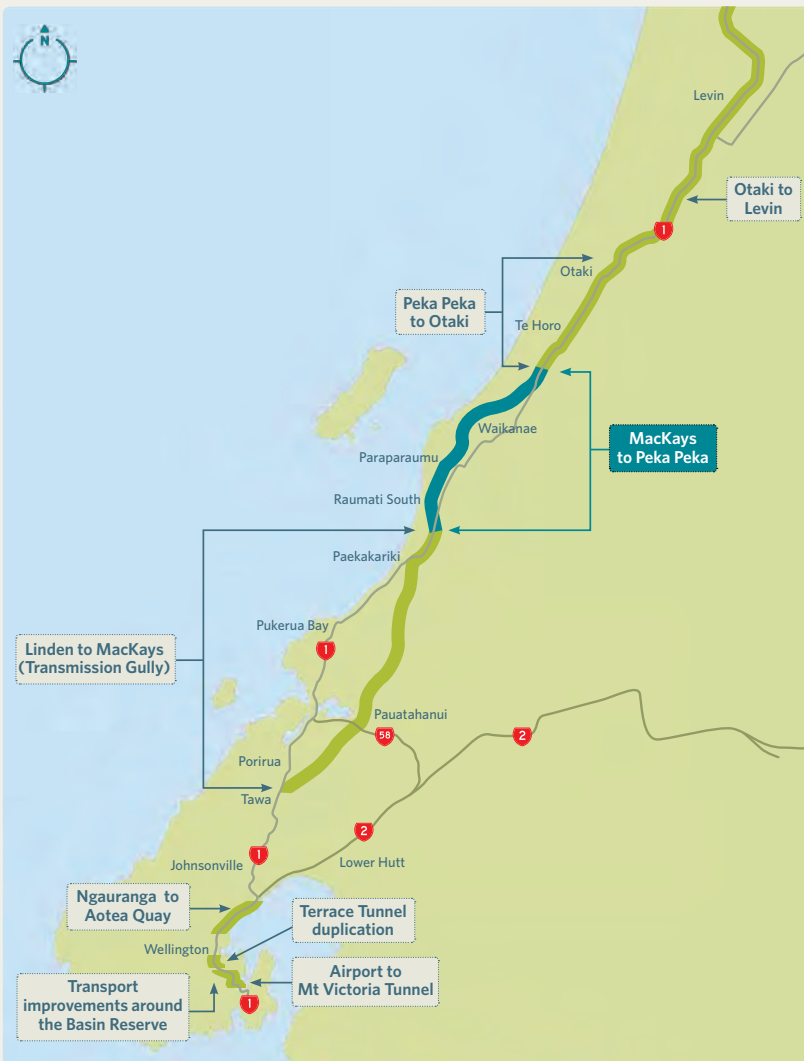 N
Levin
Otaki to
Levin
1
Otaki
Peka Peka
to Otaki
Te Horo
Waikanae
MacKays
to Peka Peka
Paraparaumu
Raumati South
Paekakariki
Pukerua Bay
1
Linden to MacKays
(Transmission Gully)
Pauatahanui
58
2
Porirua
Tawa
2
1
Johnsonville
Lower Hutt
Ngauranga to
Aotea Quay
Terrace Tunnel
duplication
Wellington
Airport to
Mt Victoria Tunnel
Transport
improvements around
the Basin Reserve
1